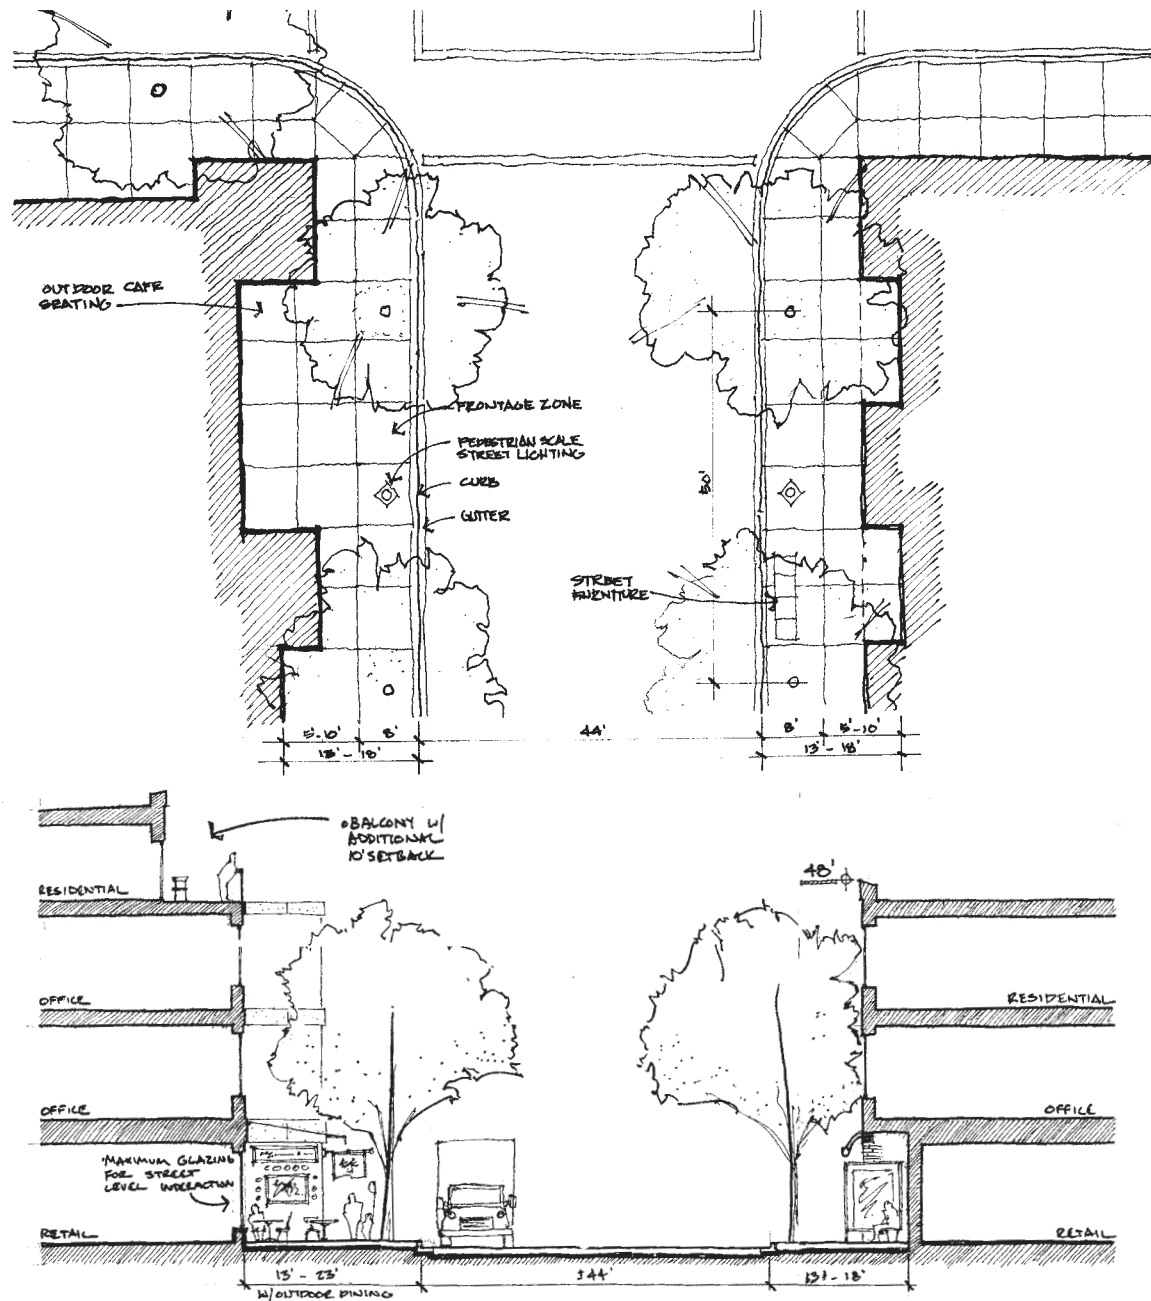 OUTDOOR CAFE
SEATING
FRONTAGE ZONE
PEDESTRIAN SCALE
STREET LIGHTING
CURB
GUTTER
50'
STREET
FURNITURE
5'-10'
8'
44'
8'
5'-10'
13'-18'
13'-18'
BALCONY W/
ADDITIONAL
10' SETBACK
48'
RESIDENTIAL
OFFICE
RESIDENTIAL
OFFICE
OFFICE
MAXIMUM GLAZING
FOR STREET
LEVEL INTERACTION
RETAIL
RETAIL
13'-23'
±44'
13'-18'
W/OUTDOOR DINING